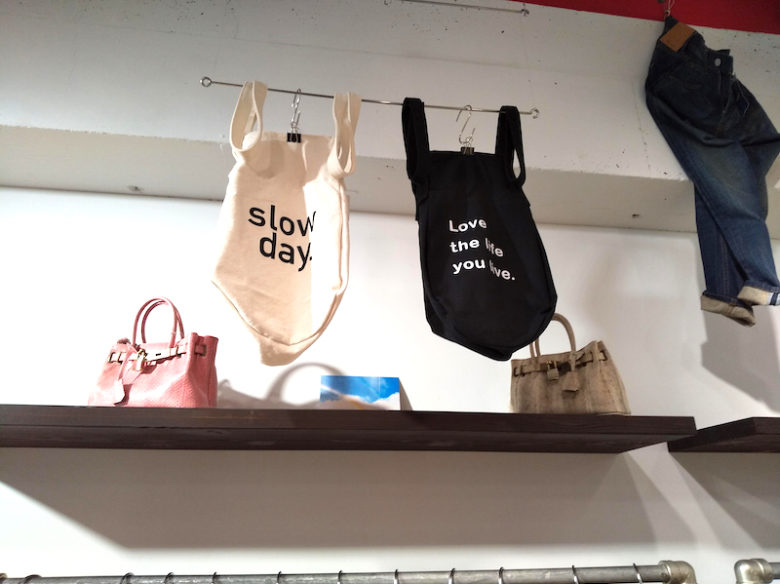 slow
day.
Love
the life
you live.